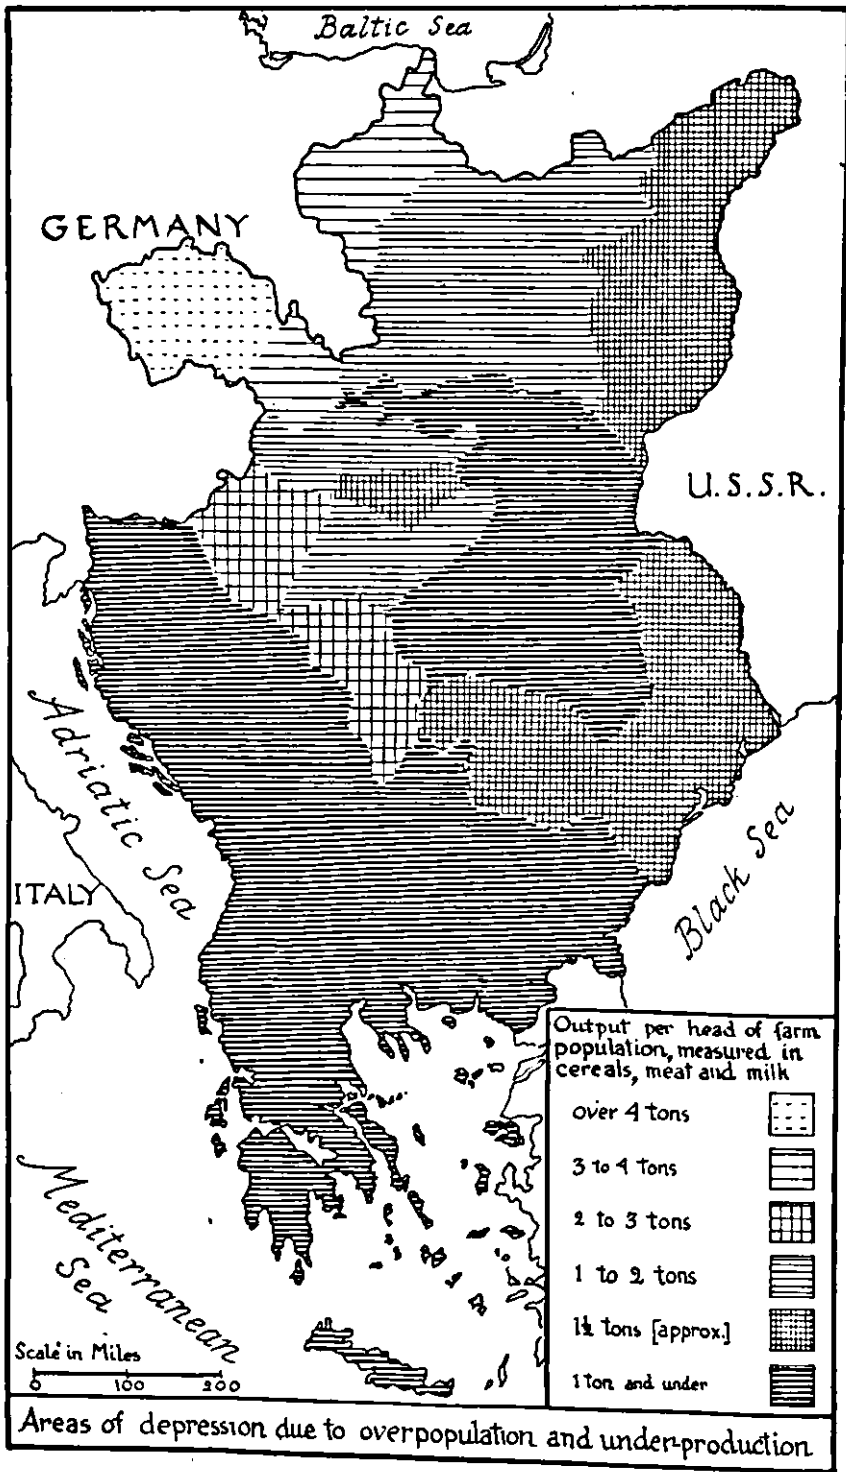 Baltic Sea
GERMANY
U.S.S.R.
Adriatic Sea
ITALY
Black Sea
Mediterranean
Sea
Output per head of farm
population, measured in
cereals, meat and milk
over 4 tons
3 to 4 tons
2 to 3 tons
1 to 2 tons
1½ tons [approx.]
1 ton and under
Scale in Miles
0 100 200
Areas of depression due to overpopulation and under-production